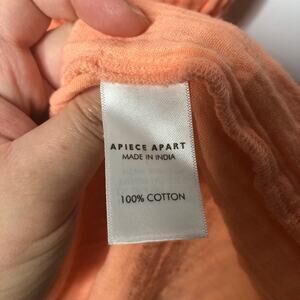 APIECE APART
MADE IN INDIA
100% COTTON